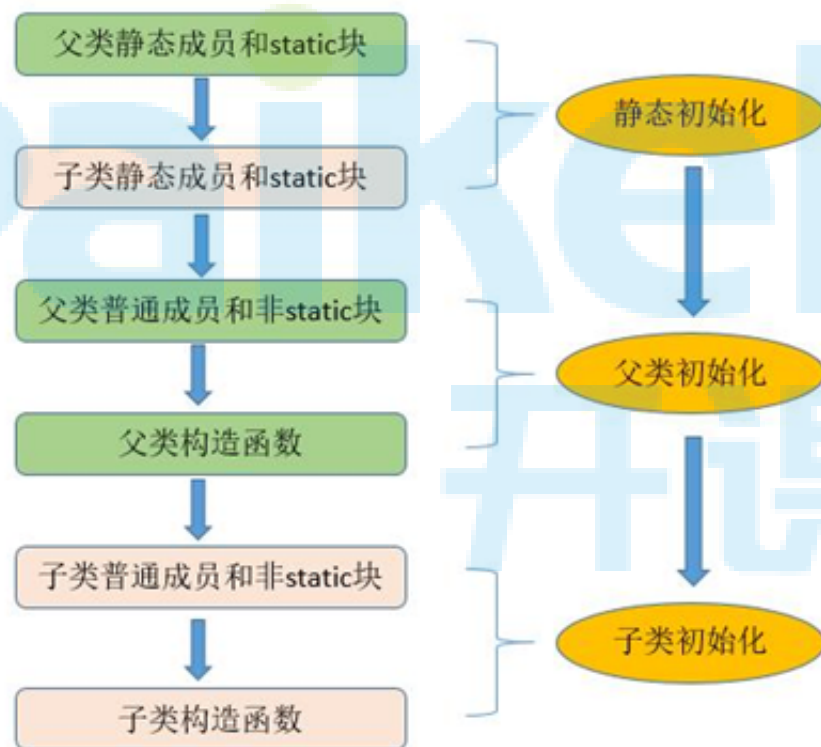 父类静态成员和static块
静态初始化
子类静态成员和static块
父类普通成员和非static块
父类初始化
父类构造函数
子类普通成员和非static块
子类初始化
子类构造函数
aikel
开课